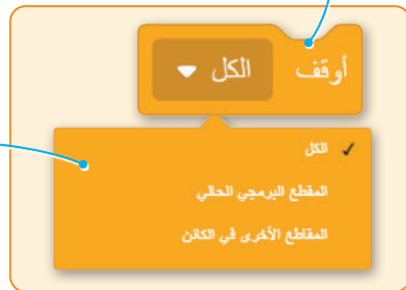 أوقف الكل
✓ الكل
المقطع البرمجي الحالي
المقاطع الأخرى في الكائن